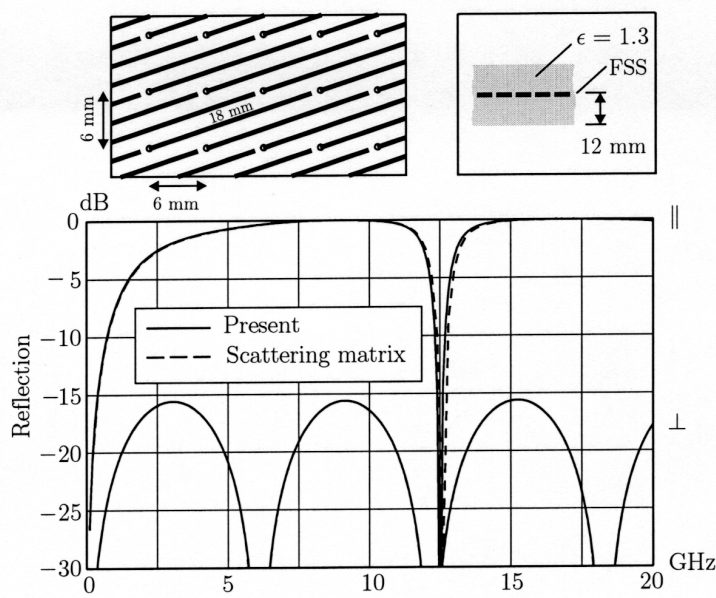 6 mm
18 mm
6 mm
ϵ = 1.3
FSS
12 mm
dB
0
− 5
−10
−15
−20
−25
−30
Reflection
Present
Scattering matrix
∥
⊥
0
5
10
15
20
GHz